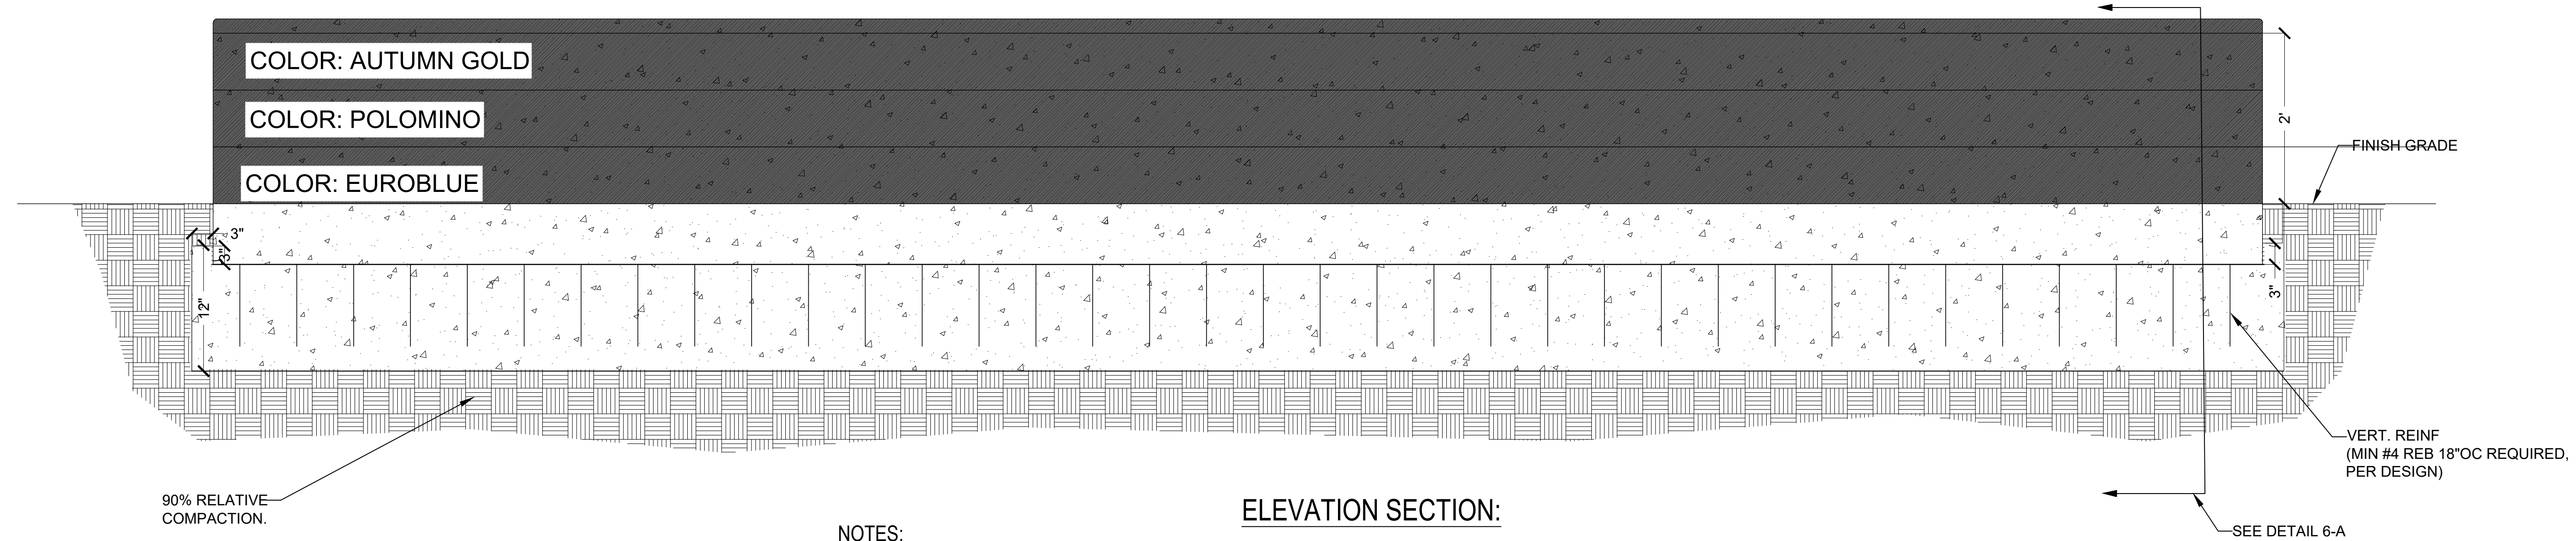 COLOR: AUTUMN GOLD
COLOR: POLOMINO
COLOR: EUROBLUE
2'
FINISH GRADE
3"
3"
12"
3"
VERT. REINF
(MIN #4 REB 18"OC REQUIRED,
PER DESIGN)
90% RELATIVE
COMPACTION.
ELEVATION SECTION:
NOTES:
SEE DETAIL 6-A